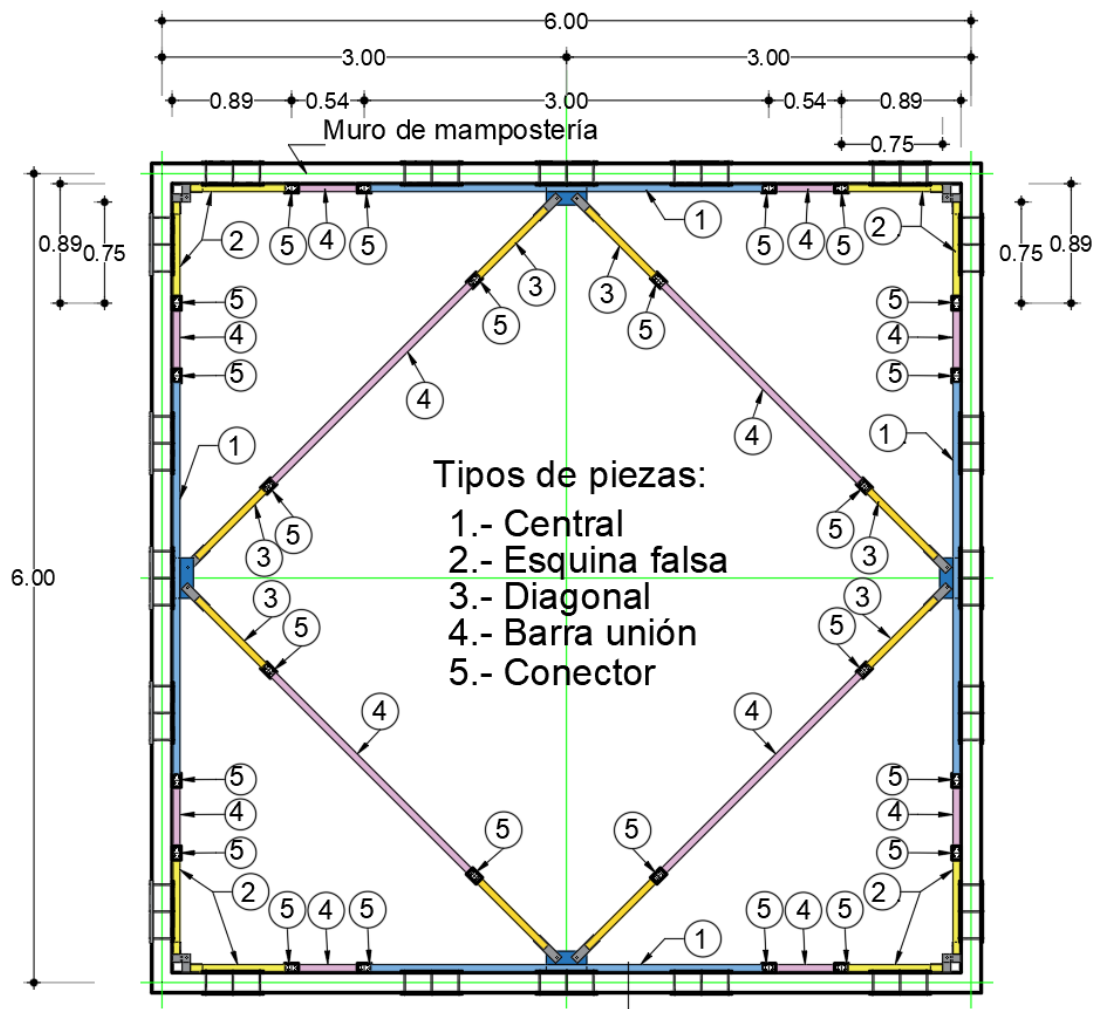 6.00
3.00 3.00
0.89 0.54 3.00 0.54 0.89
Muro de mampostería 0.75
2 5 4 5 1 5 4 5 2
0.89 0.75 0.75 0.89
3 3
5 5 5 5
4 4
5 5
4 4
1 1
Tipos de piezas:
5 5
1.- Central
3 3
2.- Esquina falsa
6.00
3.- Diagonal
3 3
4.- Barra unión
5 5
5.- Conector
4 4
5 5
4 4
5 5 5 5
2 5 4 5 1 5 4 5 2